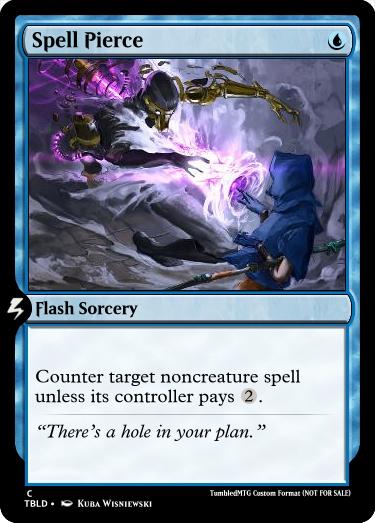 Spell Pierce
Flash Sorcery
Counter target noncreature spell
unless its controller pays 2.
"There's a hole in your plan."
C
TBLD • Kuba Wisniewski
TumbledMTG Custom Format (NOT FOR SALE)